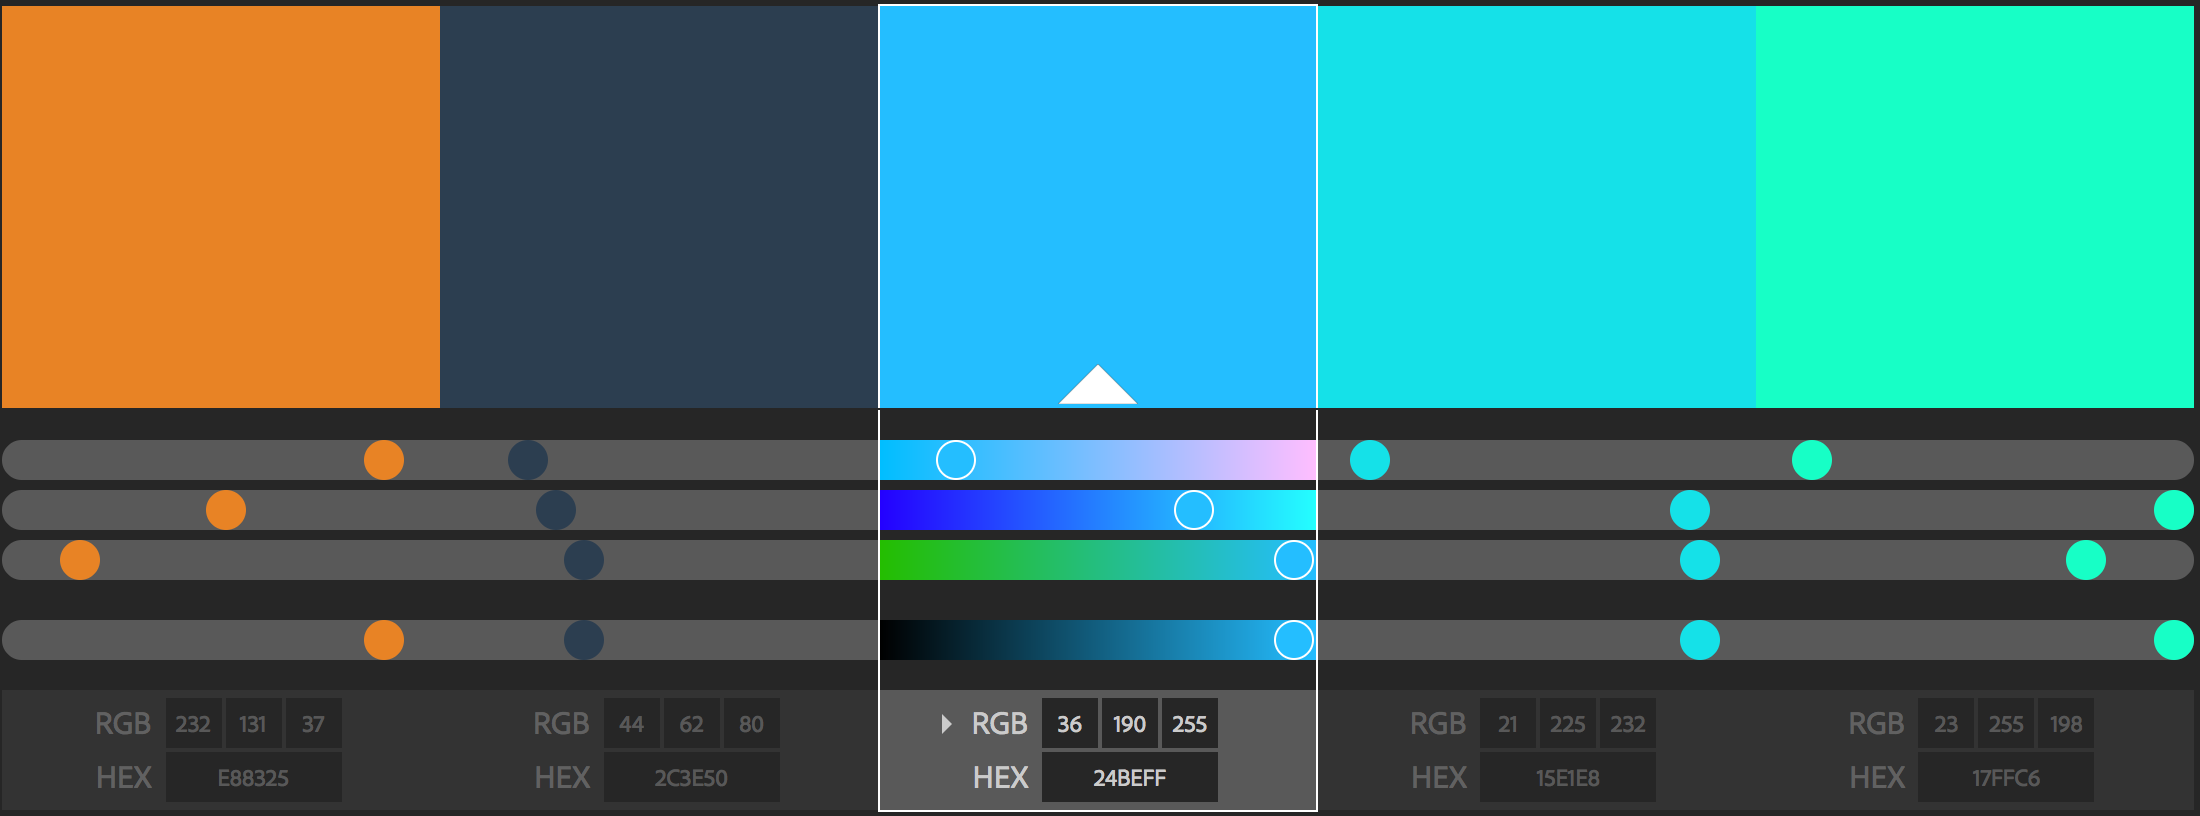 RGB 232 131 37
HEX E88325
RGB 44 62 80
HEX 2C3E50
RGB 36 190 255
HEX 24BEFF
RGB 21 225 232
HEX 15E1E8
RGB 23 255 198
HEX 17FFC6